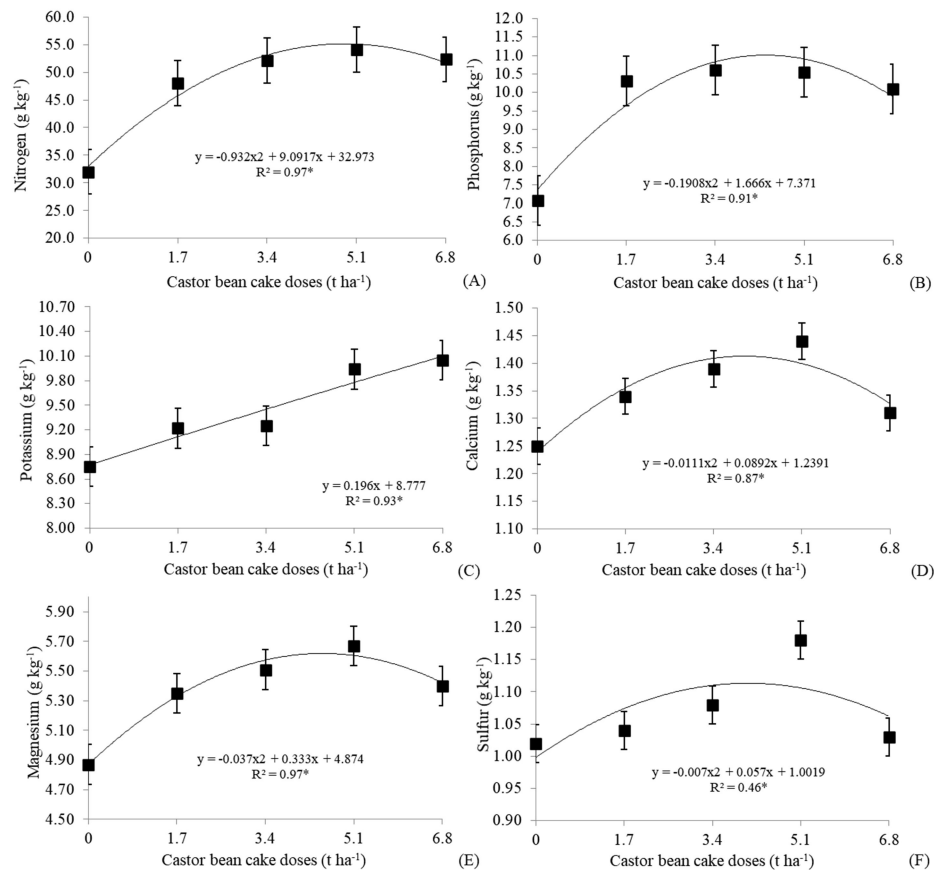 60.0
55.0
50.0
45.0
40.0
35.0
30.0
25.0
20.0
Nitrogen (g kg-1)
y = -0.932x2 + 9.0917x + 32.973
R² = 0.97*
0 1.7 3.4 5.1 6.8
Castor bean cake doses (t ha-1)
(A)
12.0
11.0
11.0
10.0
10.0
9.0
9.0
8.0
8.0
7.0
7.0
6.0
6.0
Phosphorus (g kg-1)
y = -0.1908x2 + 1.666x + 7.371
R² = 0.91*
0 1.7 3.4 5.1 6.8
Castor bean cake doses (t ha-1)
(B)
10.70
10.40
10.10
9.80
9.50
9.20
8.90
8.60
8.30
8.00
Potassium (g kg-1)
y = 0.196x + 8.777
R² = 0.93*
0 1.7 3.4 5.1 6.8
Castor bean cake doses (t ha-1)
(C)
1.50
1.45
1.40
1.35
1.30
1.25
1.20
1.15
1.10
Calcium (g kg-1)
y = -0.0111x2 + 0.0892x + 1.2391
R² = 0.87*
0 1.7 3.4 5.1 6.8
Castor bean cake doses (t ha-1)
(D)
5.90
5.70
5.50
5.30
5.10
4.90
4.70
4.50
Magnesium (g kg-1)
y = -0.037x2 + 0.333x + 4.874
R² = 0.97*
0 1.7 3.4 5.1 6.8
Castor bean cake doses (t ha-1)
(E)
1.25
1.20
1.15
1.10
1.05
1.00
0.95
0.90
Sulfur (g kg-1)
y = -0.007x2 + 0.057x + 1.0019
R² = 0.46*
0 1.7 3.4 5.1 6.8
Castor bean cake doses (t ha-1)
(F)